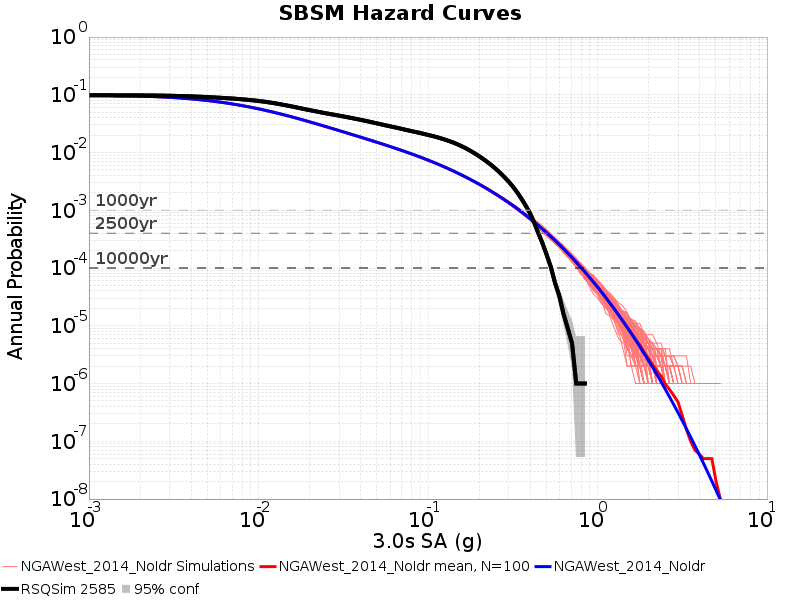 SBSM Hazard Curves
10^0
10^-1
10^-2
10^-3
10^-4
10^-5
10^-6
10^-7
10^-8
Annual Probability
1000yr
2500yr
10000yr
10^-3 10^-2 10^-1 10^0 10^1
3.0s SA (g)
NGAWest_2014_NoIdr Simulations NGAWest_2014_NoIdr mean, N=100 NGAWest_2014_NoIdr
RSQSim 2585 95% conf